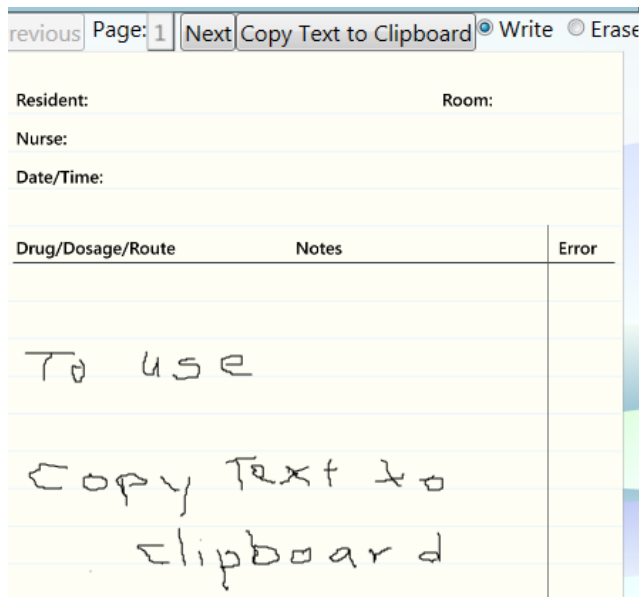 revious Page: 1 Next Copy Text to Clipboard Write Erase
Resident: Room:
Nurse:
Date/Time:
Drug/Dosage/Route Notes Error
To use
Copy Text to
clipboard